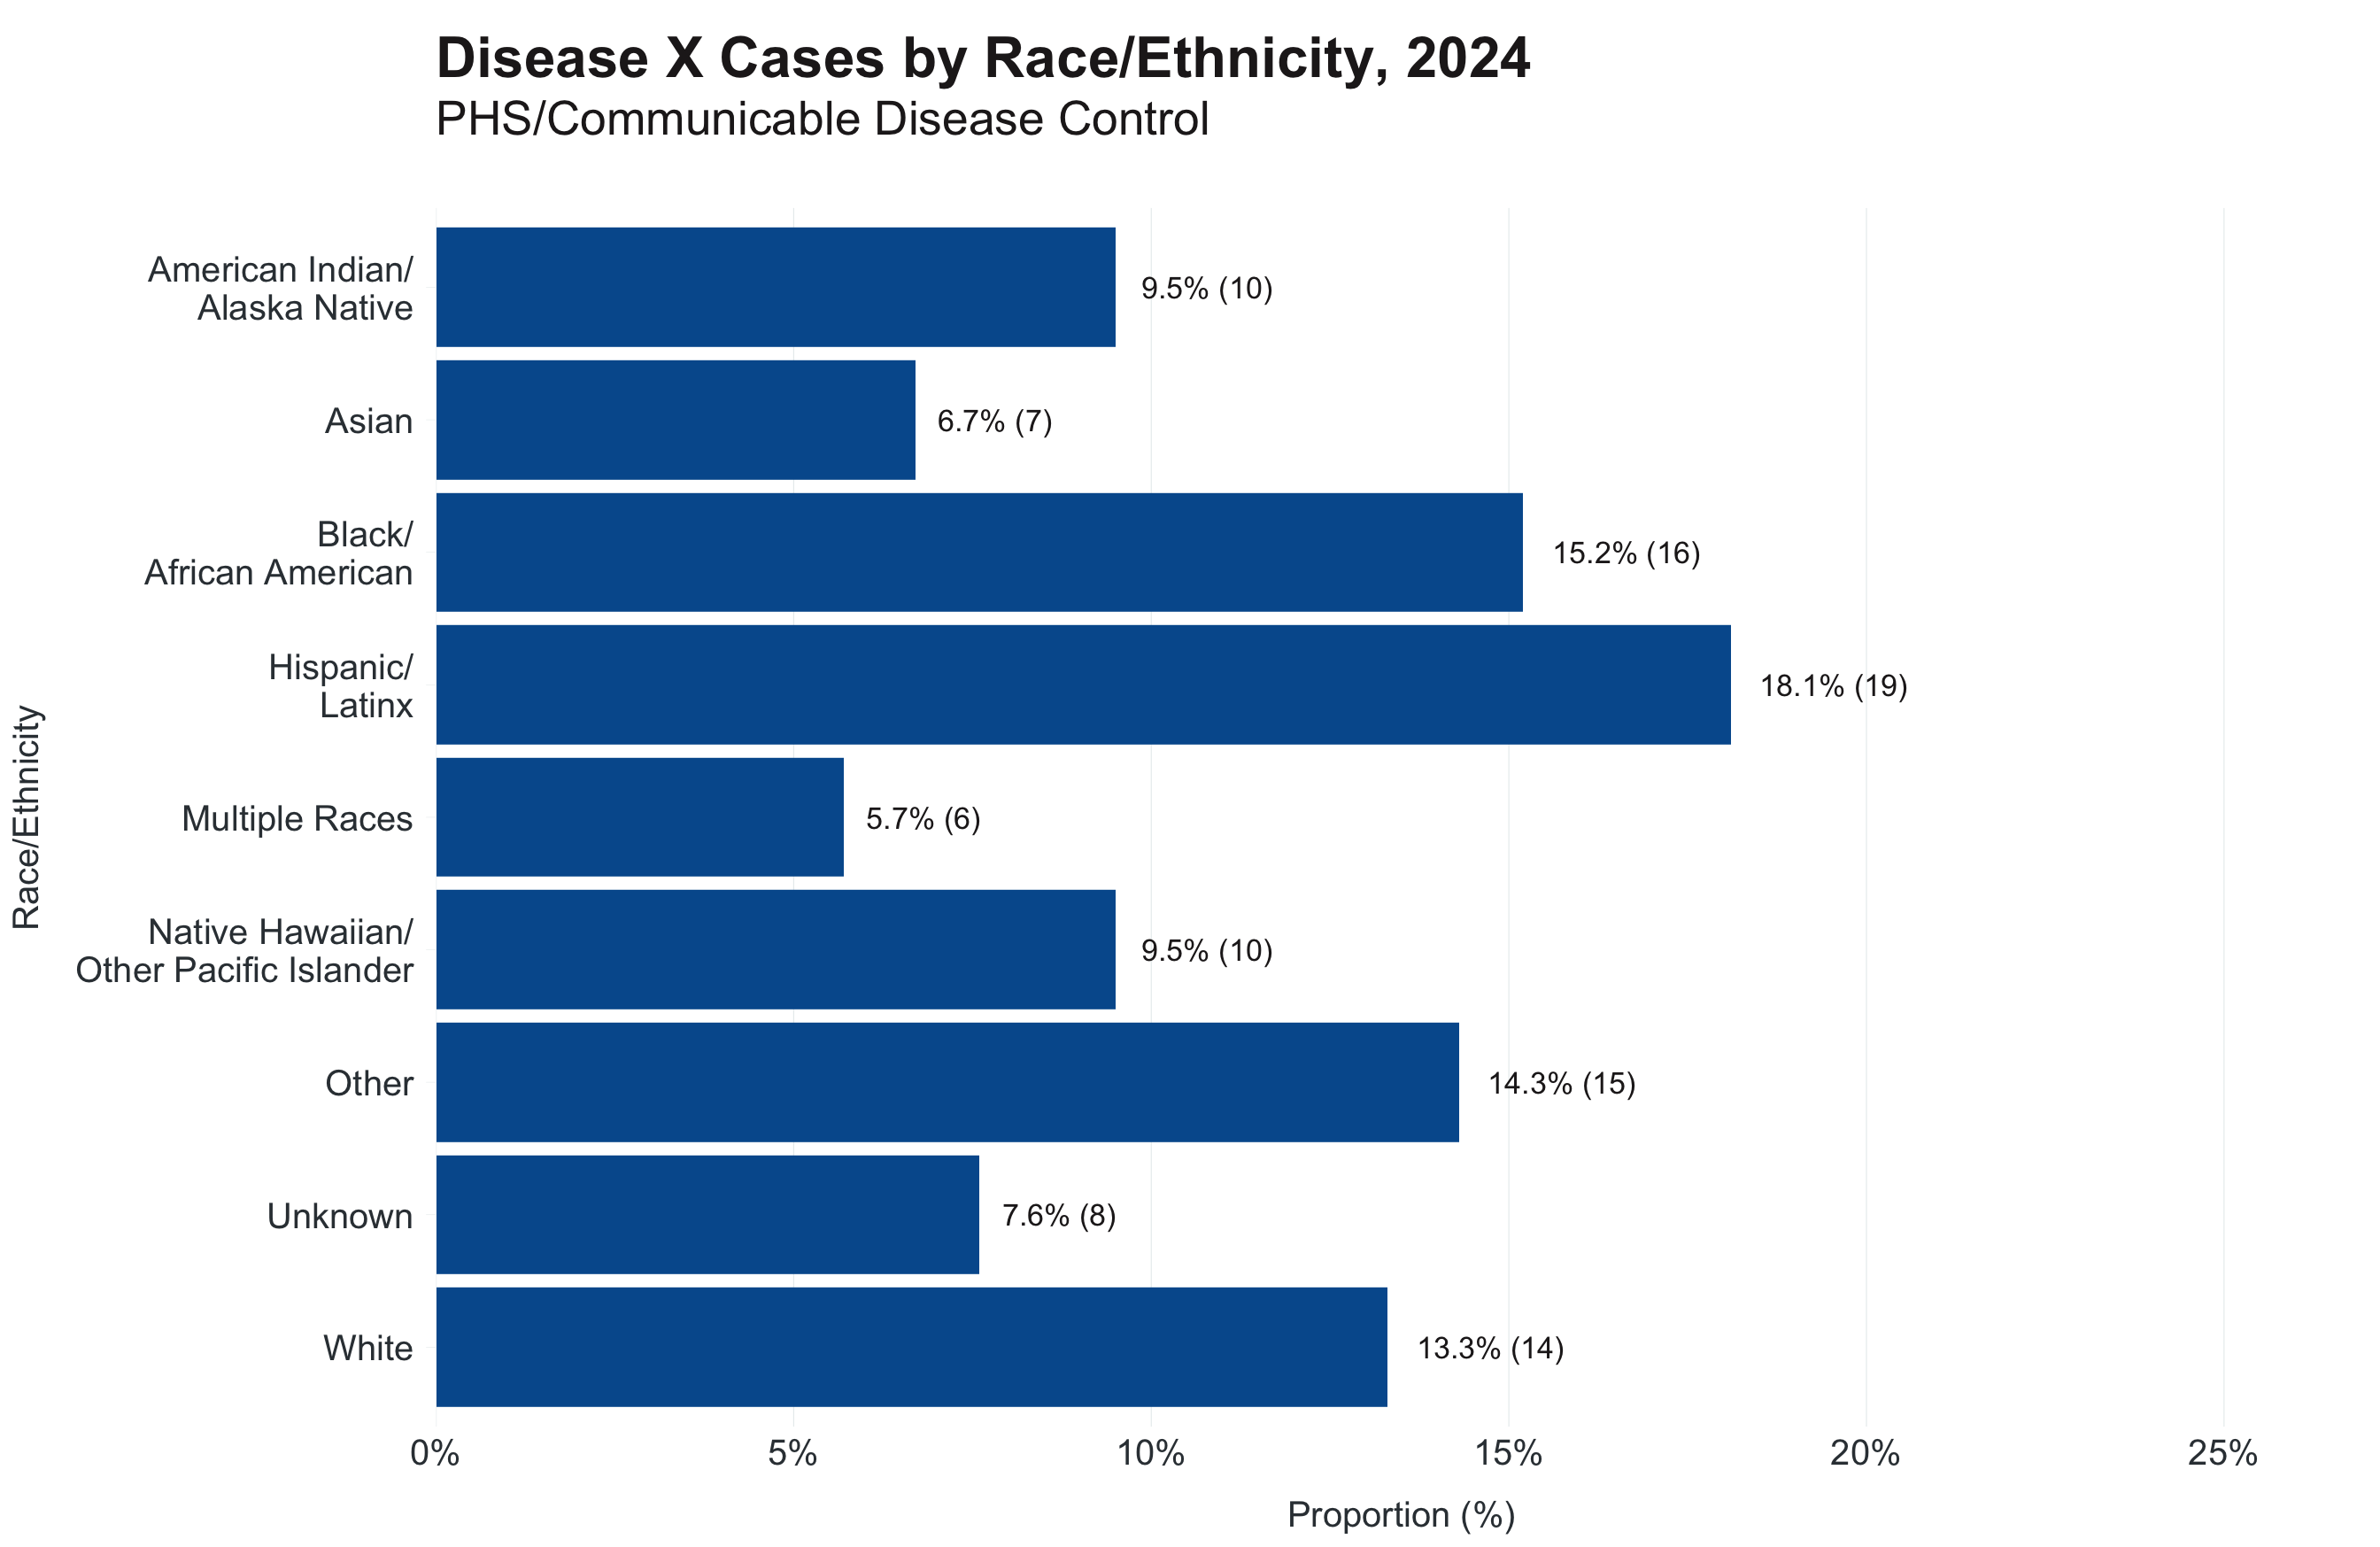 Disease X Cases by Race/Ethnicity, 2024
PHS/Communicable Disease Control
Race/Ethnicity
American Indian/
Alaska Native
9.5% (10)
Asian
6.7% (7)
Black/
African American
15.2% (16)
Hispanic/
Latinx
18.1% (19)
Multiple Races
5.7% (6)
Native Hawaiian/
Other Pacific Islander
9.5% (10)
Other
14.3% (15)
Unknown
7.6% (8)
White
13.3% (14)
0% 5% 10% 15% 20% 25%
Proportion (%)